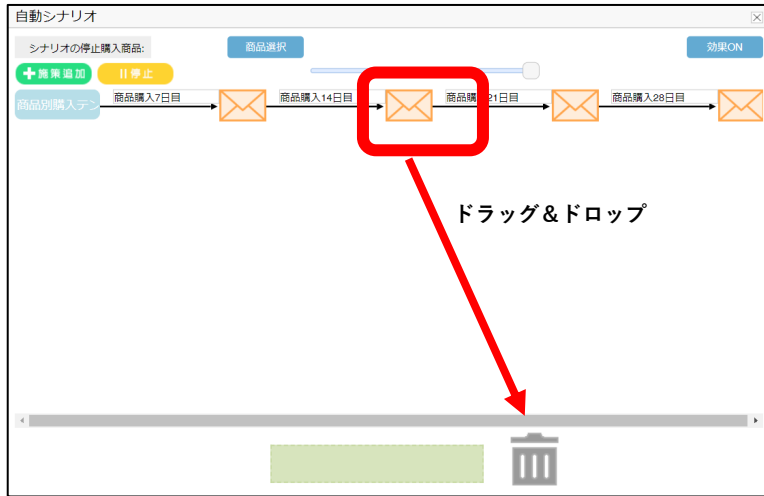 自動シナリオ
シナリオの停止購入商品:
商品選択
効果ON
施策追加
停止
商品別購入テン
商品購入7日目
商品購入14日目
商品購
21日目
商品購入28日目
ドラッグ&ドロップ